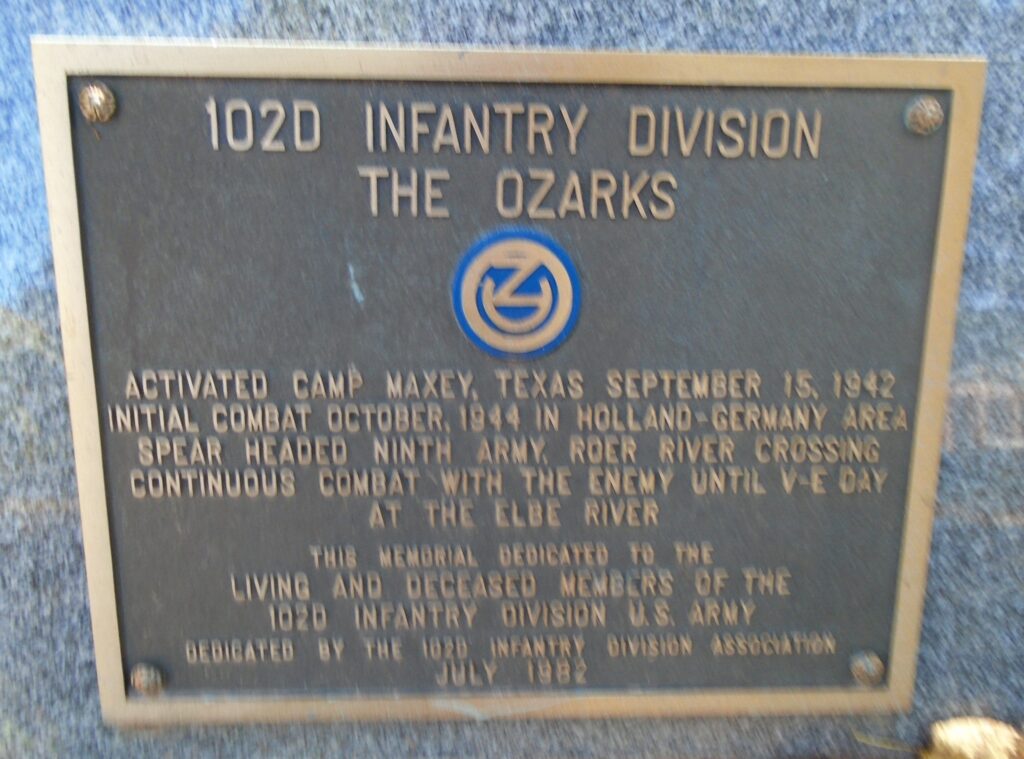 102D INFANTRY DIVISION
THE OZARKS
OZ
ACTIVATED CAMP MAXEY, TEXAS SEPTEMBER 15, 1942
INITIAL COMBAT OCTOBER, 1944 IN HOLLAND-GERMANY AREA
SPEAR HEADED NINTH ARMY, ROER RIVER CROSSING
CONTINUOUS COMBAT WITH THE ENEMY UNTIL V-E DAY
AT THE ELBE RIVER
THIS MEMORIAL DEDICATED TO THE
LIVING AND DECEASED MEMBERS OF THE
102D INFANTRY DIVISION U.S. ARMY
DEDICATED BY THE 102D INFANTRY DIVISION ASSOCIATION
JULY 1982